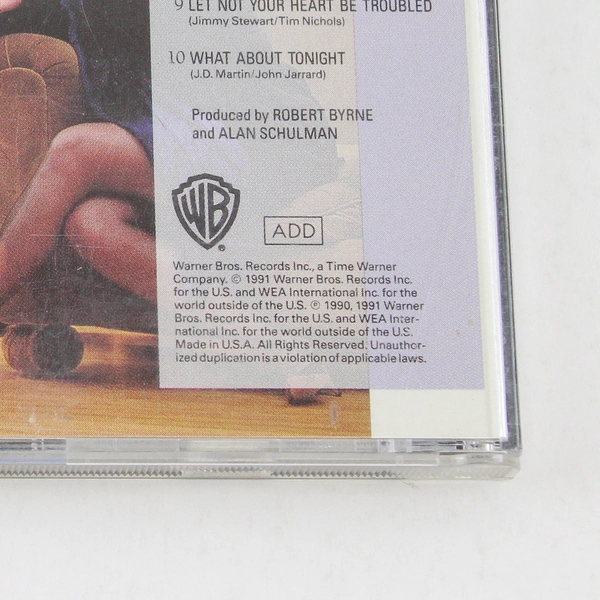 9 LET NOT YOUR HEART BE TROUBLED
(Jimmy Stewart/Tim Nichols)
10 WHAT ABOUT TONIGHT
(J.D. Martin/John Jarrard)
Produced by ROBERT BYRNE
and ALAN SCHULMAN
WB ®
ADD
Warner Bros. Records Inc., a Time Warner
Company. © 1991 Warner Bros. Records Inc.
for the U.S. and WEA International Inc. for the
world outside of the U.S. ℗ 1990, 1991 Warner
Bros. Records Inc. for the U.S. and WEA Inter-
national Inc. for the world outside of the U.S.
Made in U.S.A. All Rights Reserved. Unauthor-
ized duplication is a violation of applicable laws.